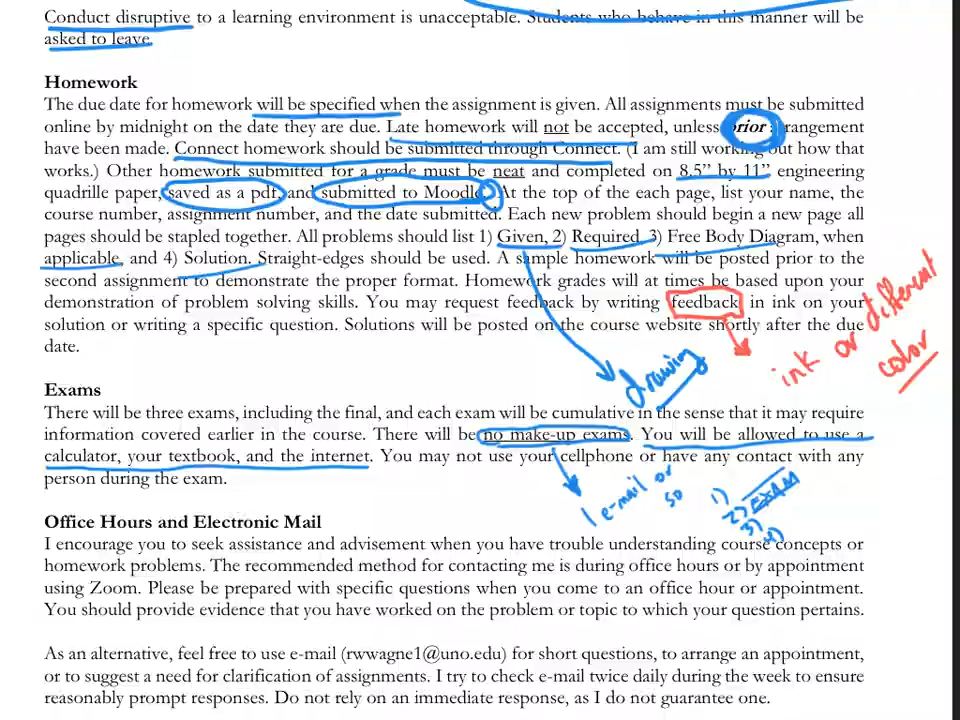 Conduct disruptive to a learning environment is unacceptable. Students who behave in this manner will be
asked to leave.
Homework
The due date for homework will be specified when the assignment is given. All assignments must be submitted
online by midnight on the date they are due. Late homework will not be accepted, unless prior arrangement
have been made. Connect homework should be submitted through Connect. (I am still working out how that
works.) Other homework submitted for a grade must be neat and completed on 8.5” by 11” engineering
quadrille paper, saved as a pdf, and submitted to Moodle. At the top of the each page, list your name, the
course number, assignment number, and the date submitted. Each new problem should begin a new page all
pages should be stapled together. All problems should list 1) Given, 2) Required, 3) Free Body Diagram, when
applicable, and 4) Solution. Straight-edges should be used. A sample homework will be posted prior to the
second assignment to demonstrate the proper format. Homework grades will at times be based upon your
demonstration of problem solving skills. You may request feedback by writing feedback in ink on your
solution or writing a specific question. Solutions will be posted on the course website shortly after the due
date.
ink or different
color
drawing
Exams
There will be three exams, including the final, and each exam will be cumulative in the sense that it may require
information covered earlier in the course. There will be no make-up exams. You will be allowed to use a
calculator, your textbook, and the internet. You may not use your cellphone or have any contact with any
person during the exam.
1 e-mail or
so
1)
2) EXAM
3)
Office Hours and Electronic Mail
I encourage you to seek assistance and advisement when you have trouble understanding course concepts or
homework problems. The recommended method for contacting me is during office hours or by appointment
using Zoom. Please be prepared with specific questions when you come to an office hour or appointment.
You should provide evidence that you have worked on the problem or topic to which your question pertains.
As an alternative, feel free to use e-mail (rwwagne1@uno.edu) for short questions, to arrange an appointment,
or to suggest a need for clarification of assignments. I try to check e-mail twice daily during the week to ensure
reasonably prompt responses. Do not rely on an immediate response, as I do not guarantee one.